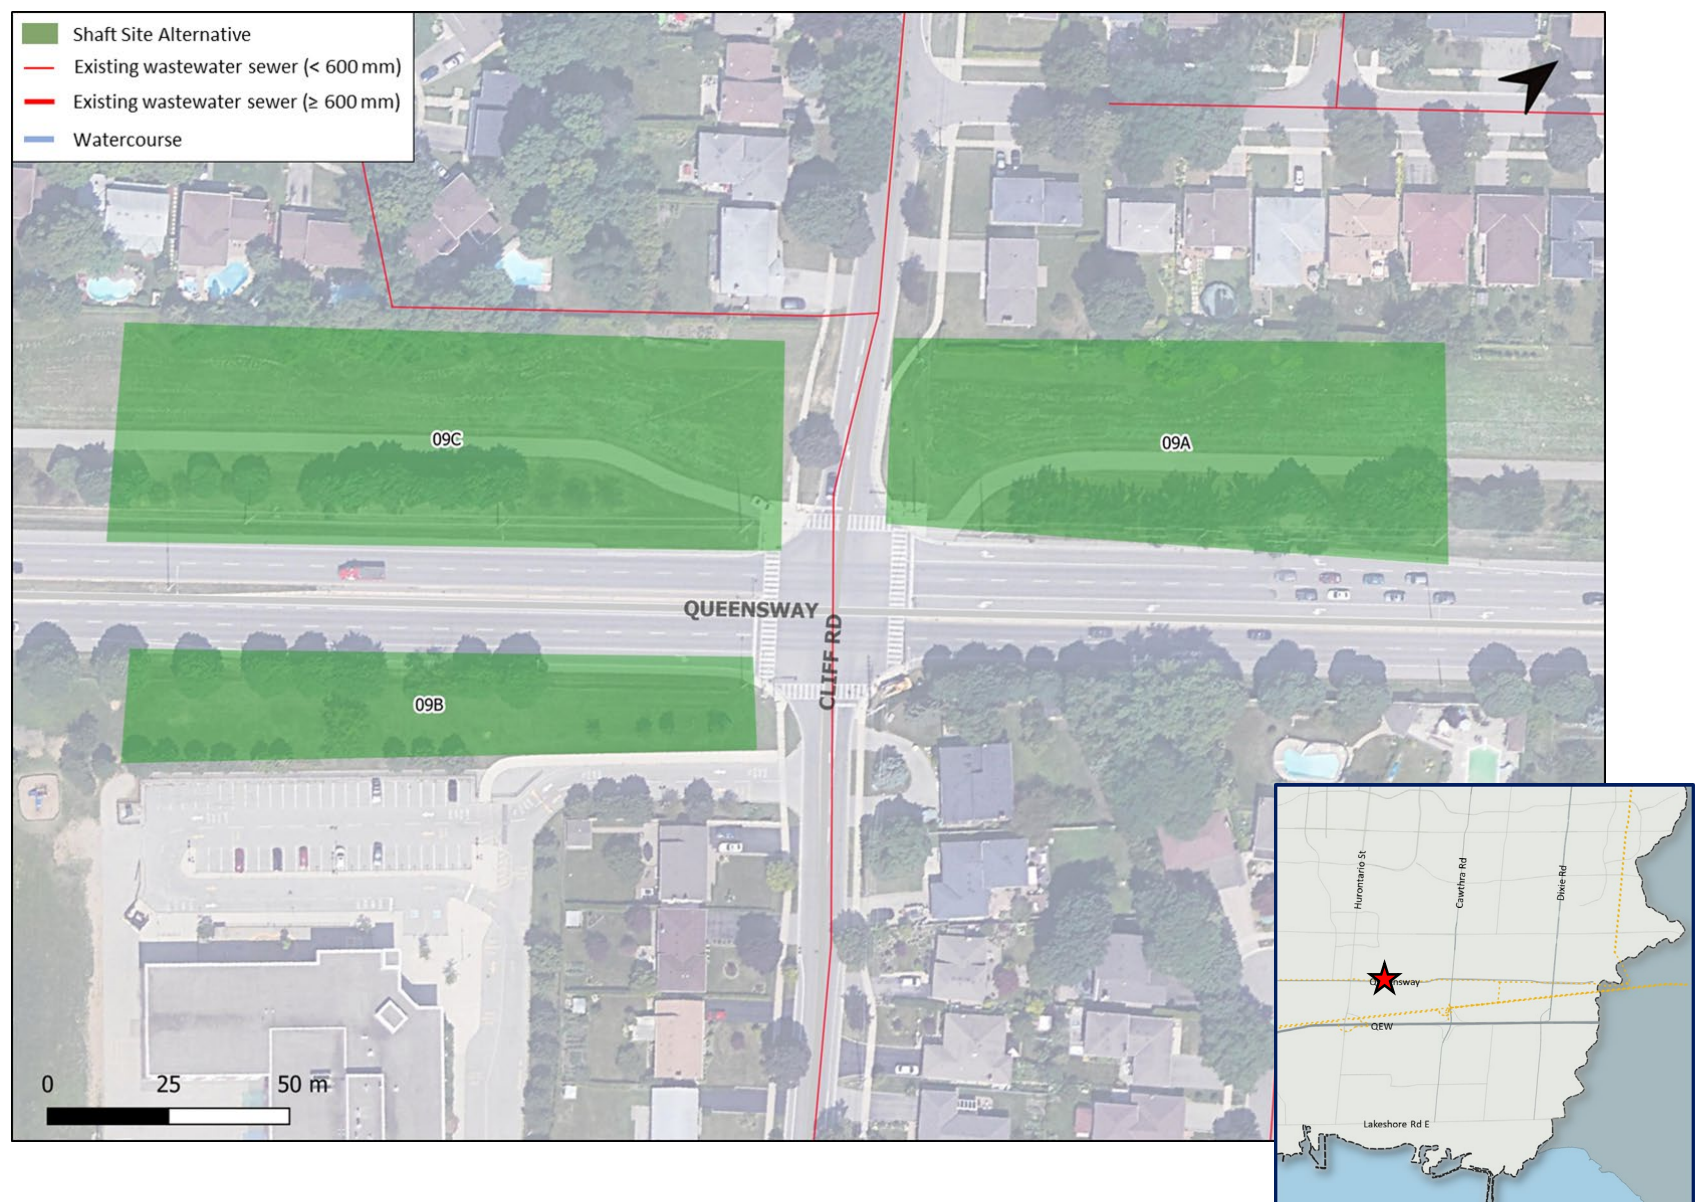 Shaft Site Alternative
Existing wastewater sewer (< 600 mm)
Existing wastewater sewer (≥ 600 mm)
Watercourse
09C
09A
QUEENSWAY
CLIFF RD
09B
0 25 50 m
Hurontario St
Cawthra Rd
Dixie Rd
QEW
Lakeshore Rd E